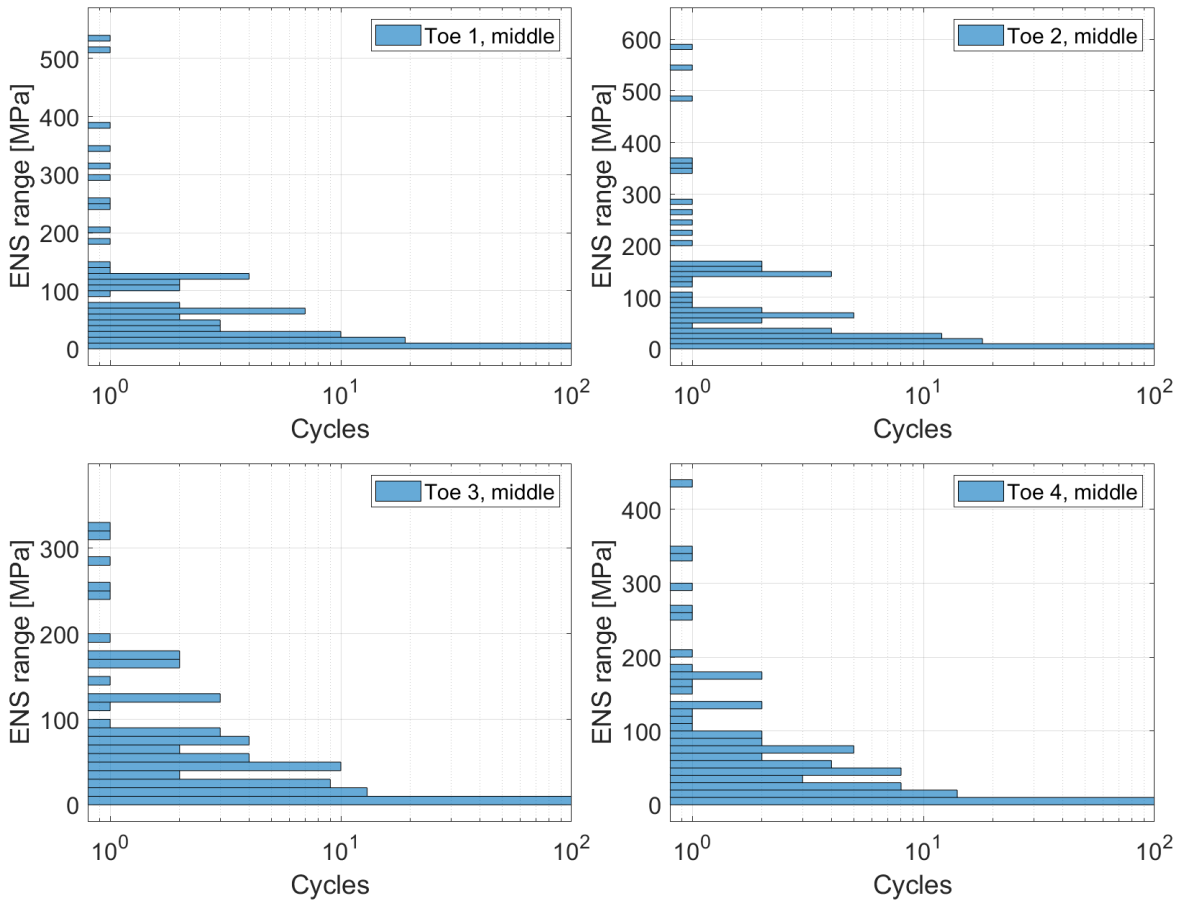 Toe 1, middle
ENS range [MPa]
500
400
300
200
100
0
10^0 10^1 10^2
Cycles
Toe 2, middle
ENS range [MPa]
600
500
400
300
200
100
0
10^0 10^1 10^2
Cycles
Toe 3, middle
ENS range [MPa]
300
200
100
0
10^0 10^1 10^2
Cycles
Toe 4, middle
ENS range [MPa]
400
300
200
100
0
10^0 10^1 10^2
Cycles